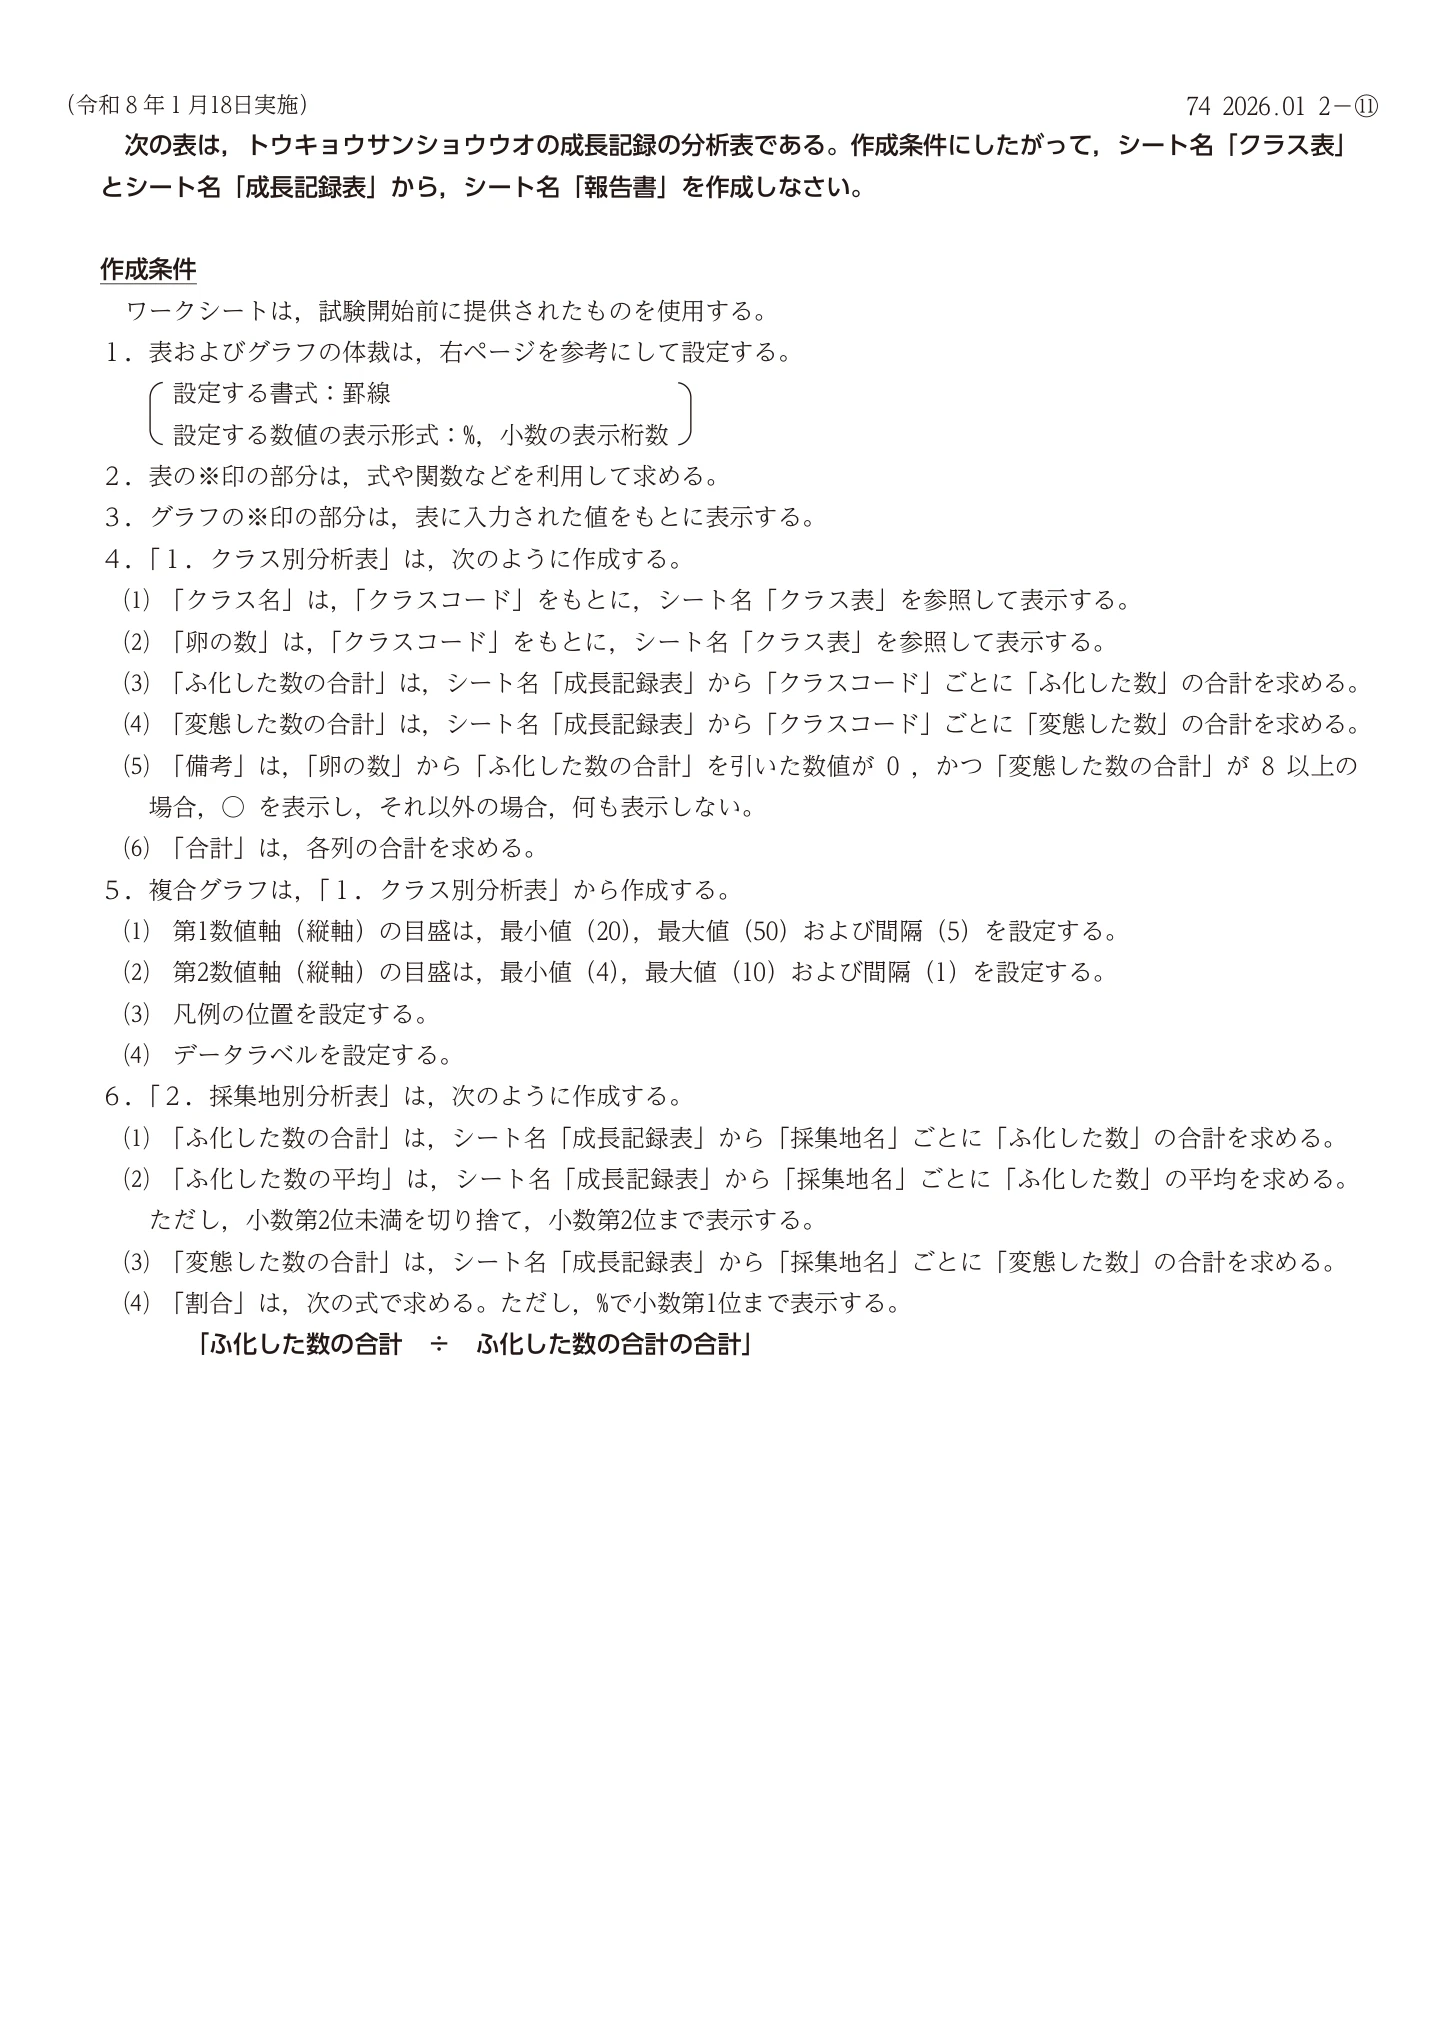 （令和８年１月18日実施）
74 2026.01 2－⑪
次の表は，トウキョウサンショウウオの成長記録の分析表である。作成条件にしたがって，シート名「クラス表」
とシート名「成長記録表」から，シート名「報告書」を作成しなさい。
作成条件
ワークシートは，試験開始前に提供されたものを使用する。
１．表およびグラフの体裁は，右ページを参考にして設定する。
設定する書式：罫線
設定する数値の表示形式：%，小数の表示桁数
２．表の※印の部分は，式や関数などを利用して求める。
３．グラフの※印の部分は，表に入力された値をもとに表示する。
４．「１．クラス別分析表」は，次のように作成する。
(1) 「クラス名」は，「クラスコード」をもとに，シート名「クラス表」を参照して表示する。
(2) 「卵の数」は，「クラスコード」をもとに，シート名「クラス表」を参照して表示する。
(3) 「ふ化した数の合計」は，シート名「成長記録表」から「クラスコード」ごとに「ふ化した数」の合計を求める。
(4) 「変態した数の合計」は，シート名「成長記録表」から「クラスコード」ごとに「変態した数」の合計を求める。
(5) 「備考」は，「卵の数」から「ふ化した数の合計」を引いた数値が 0 ，かつ「変態した数の合計」が 8 以上の
場合，○ を表示し，それ以外の場合，何も表示しない。
(6) 「合計」は，各列の合計を求める。
５．複合グラフは，「１．クラス別分析表」から作成する。
(1) 第1数値軸（縦軸）の目盛は，最小値（20），最大値（50）および間隔（5）を設定する。
(2) 第2数値軸（縦軸）の目盛は，最小値（4），最大値（10）および間隔（1）を設定する。
(3) 凡例の位置を設定する。
(4) データラベルを設定する。
６．「２．採集地別分析表」は，次のように作成する。
(1) 「ふ化した数の合計」は，シート名「成長記録表」から「採集地名」ごとに「ふ化した数」の合計を求める。
(2) 「ふ化した数の平均」は，シート名「成長記録表」から「採集地名」ごとに「ふ化した数」の平均を求める。
ただし，小数第2位未満を切り捨て，小数第2位まで表示する。
(3) 「変態した数の合計」は，シート名「成長記録表」から「採集地名」ごとに「変態した数」の合計を求める。
(4) 「割合」は，次の式で求める。ただし，%で小数第1位まで表示する。
「ふ化した数の合計　÷　ふ化した数の合計の合計」